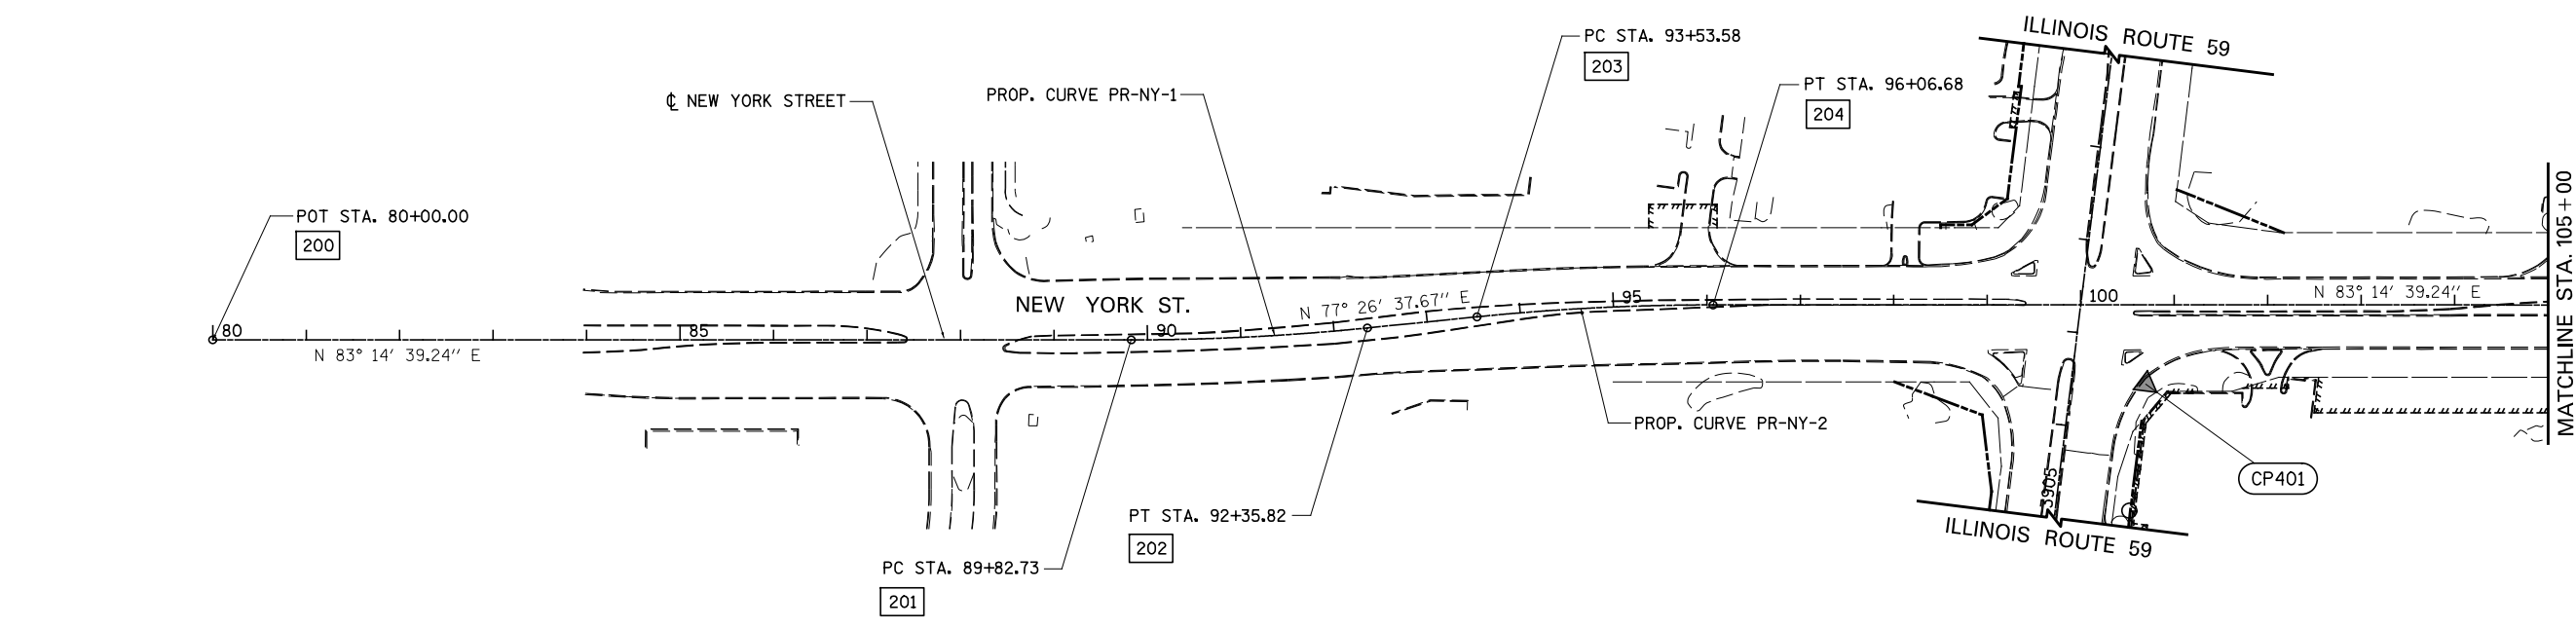 ILLINOIS ROUTE 59
PC STA. 93+53.58
203
PT STA. 96+06.68
204
℄ NEW YORK STREET
PROP. CURVE PR-NY-1
POT STA. 80+00.00
200
NEW YORK ST.
N 77° 26' 37.67'' E
95
100
N 83° 14' 39.24'' E
80
85
90
N 83° 14' 39.24'' E
MATCHLINE STA. 105+00
PROP. CURVE PR-NY-2
CP401
3905
PT STA. 92+35.82
202
ILLINOIS ROUTE 59
PC STA. 89+82.73
201